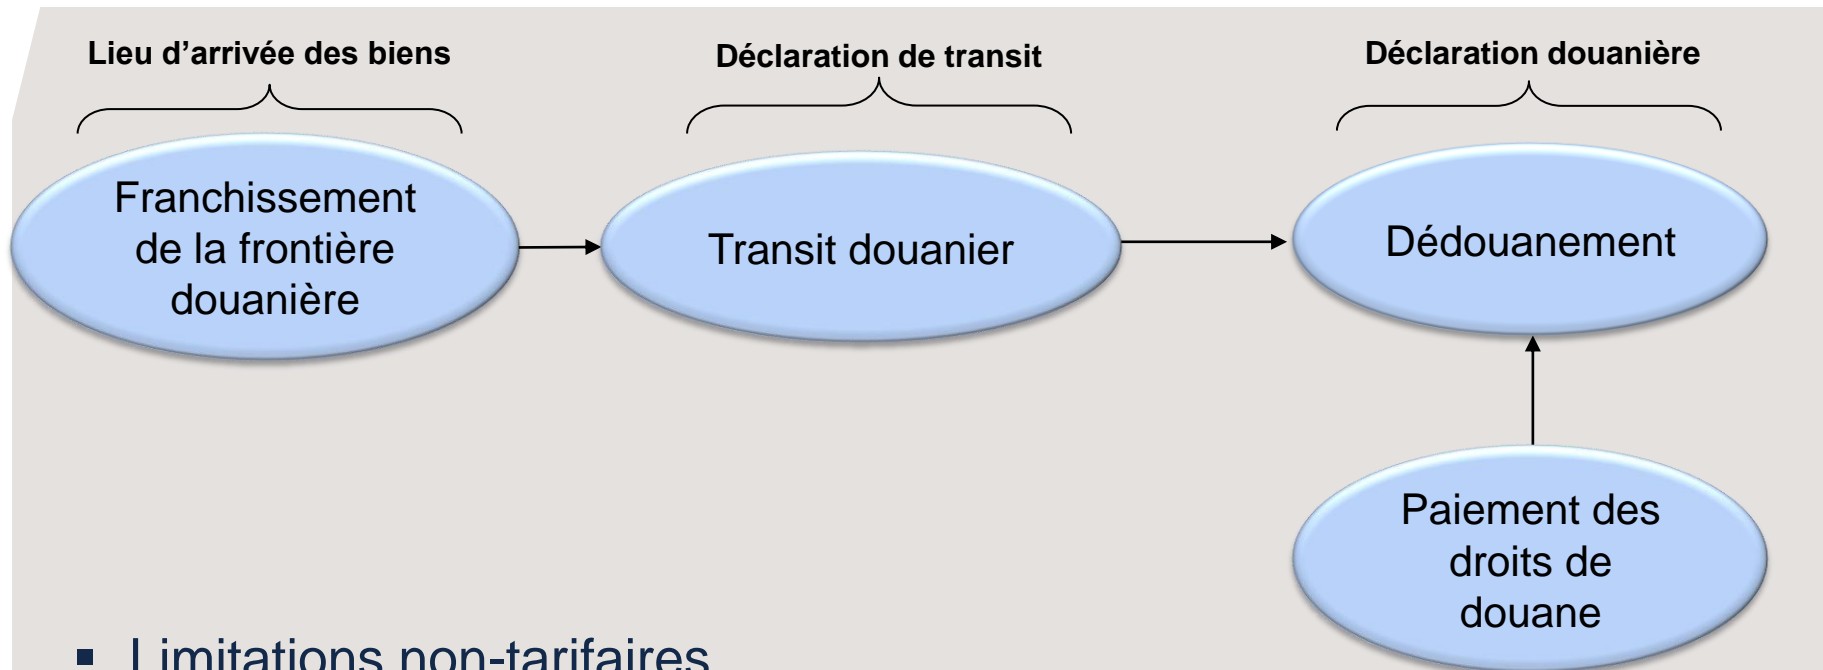 Lieu d’arrivée des biens
Déclaration de transit
Déclaration douanière
Franchissement
de la frontière
douanière
Transit douanier
Dédouanement
Paiement des
droits de
douane
▪ Limitations non-tarifaires